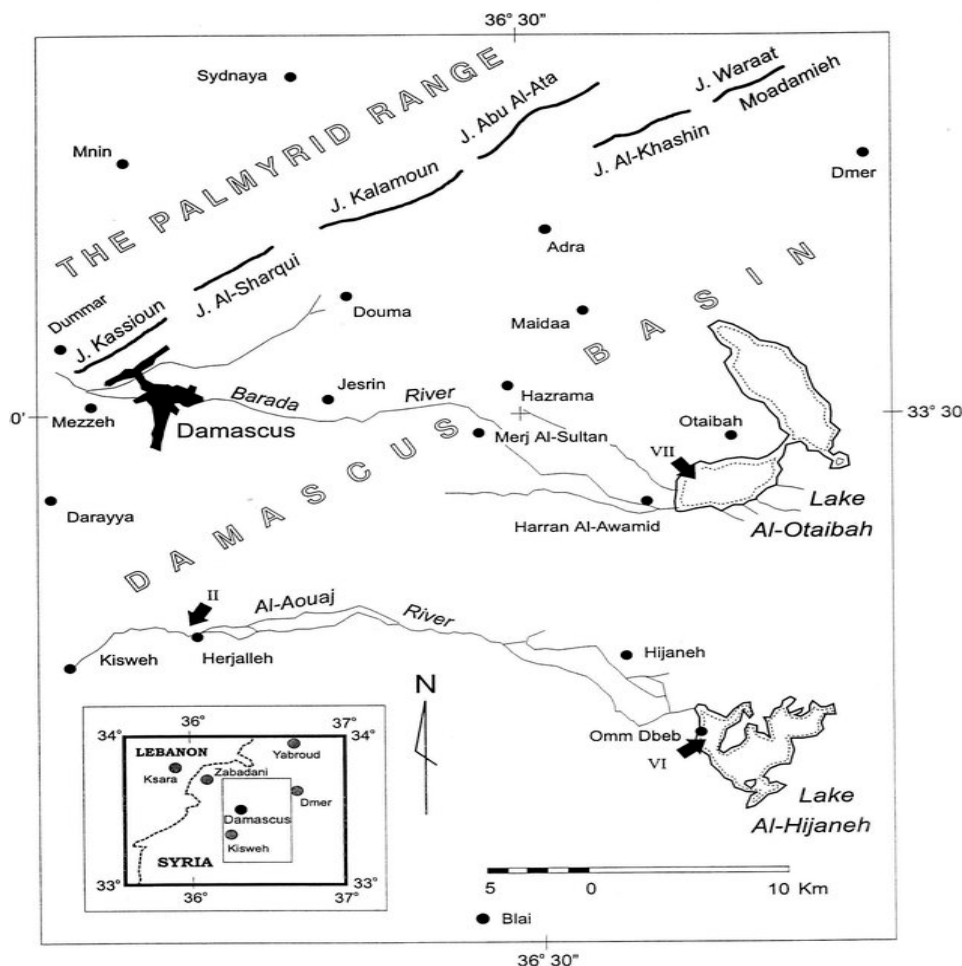 36° 30"
Sydnaya
THE PALMYRID RANGE
J. Waraat
Moadamieh
J. Abu Al-Ata
J. Al-Khashin
Mnin
Dmer
J. Kalamoun
Adra
J. Al-Sharqui
BASIN
Dummar
J. Kassioun
Douma
Maidaa
Jesrin
Hazrama
Barada River
0'
33° 30
Mezzeh
Damascus
Otaibah
Merj Al-Sultan
VII
DAMASCUS
Darayya
Harran Al-Awamid
Lake
Al-Otaibah
II
Al-Aouaj River
Kisweh
Herjalleh
Hijaneh
N
Omm Dbeb
VI
Lake
Al-Hijaneh
36° 37°
34° 34°
LEBANON
Yabroud
Ksara
Zabadani
Dmer
Damascus
Kisweh
SYRIA
33° 33°
36° 37°
5 0 10 Km
Blai
36° 30"